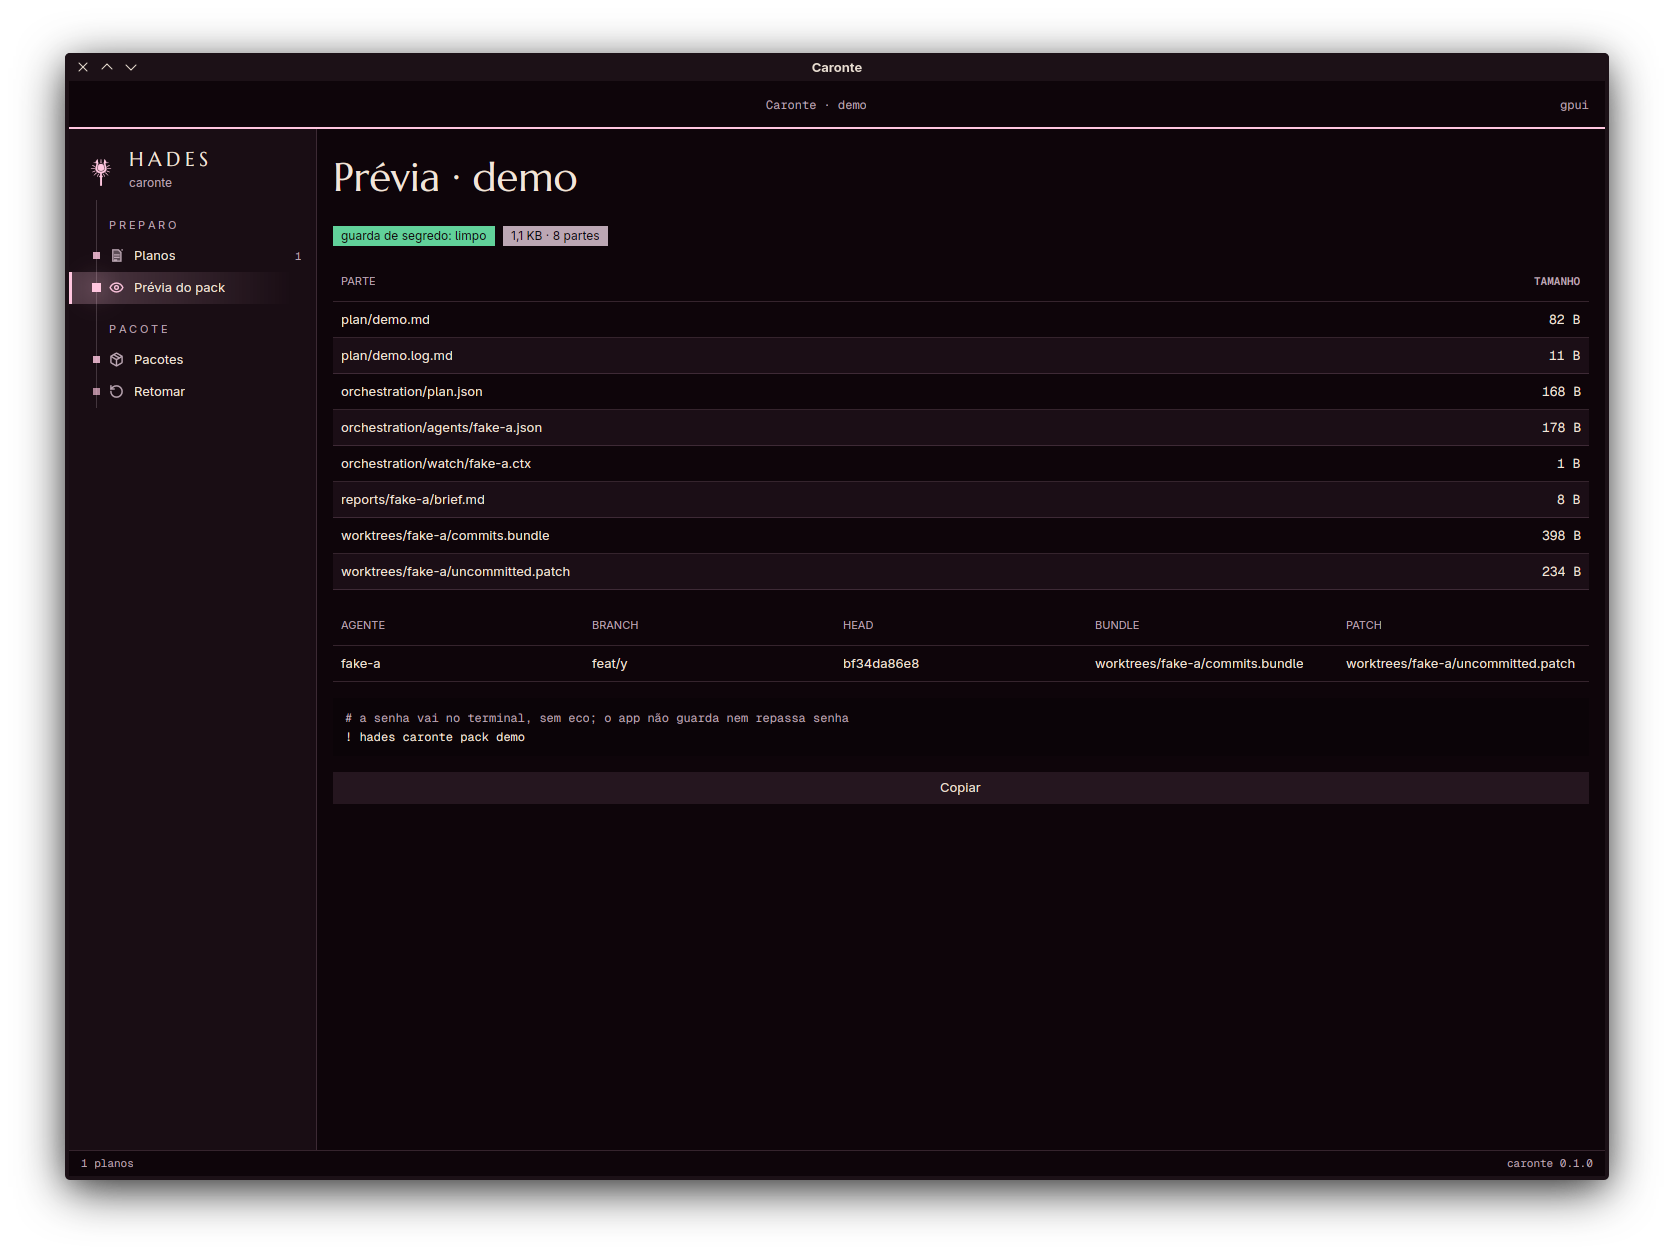 Caronte
Caronte · demo
gpui
HADES
caronte
PREPARO
Planos 1
Prévia do pack
PACOTE
Pacotes
Retomar
Prévia · demo
guarda de segredo: limpo
1,1 KB · 8 partes
PARTE TAMANHO
plan/demo.md 82 B
plan/demo.log.md 11 B
orchestration/plan.json 168 B
orchestration/agents/fake-a.json 178 B
orchestration/watch/fake-a.ctx 1 B
reports/fake-a/brief.md 8 B
worktrees/fake-a/commits.bundle 398 B
worktrees/fake-a/uncommitted.patch 234 B
AGENTE BRANCH HEAD BUNDLE PATCH
fake-a feat/y bf34da86e8 worktrees/fake-a/commits.bundle worktrees/fake-a/uncommitted.patch
# a senha vai no terminal, sem eco; o app não guarda nem repassa senha
! hades caronte pack demo
Copiar
1 planos
caronte 0.1.0